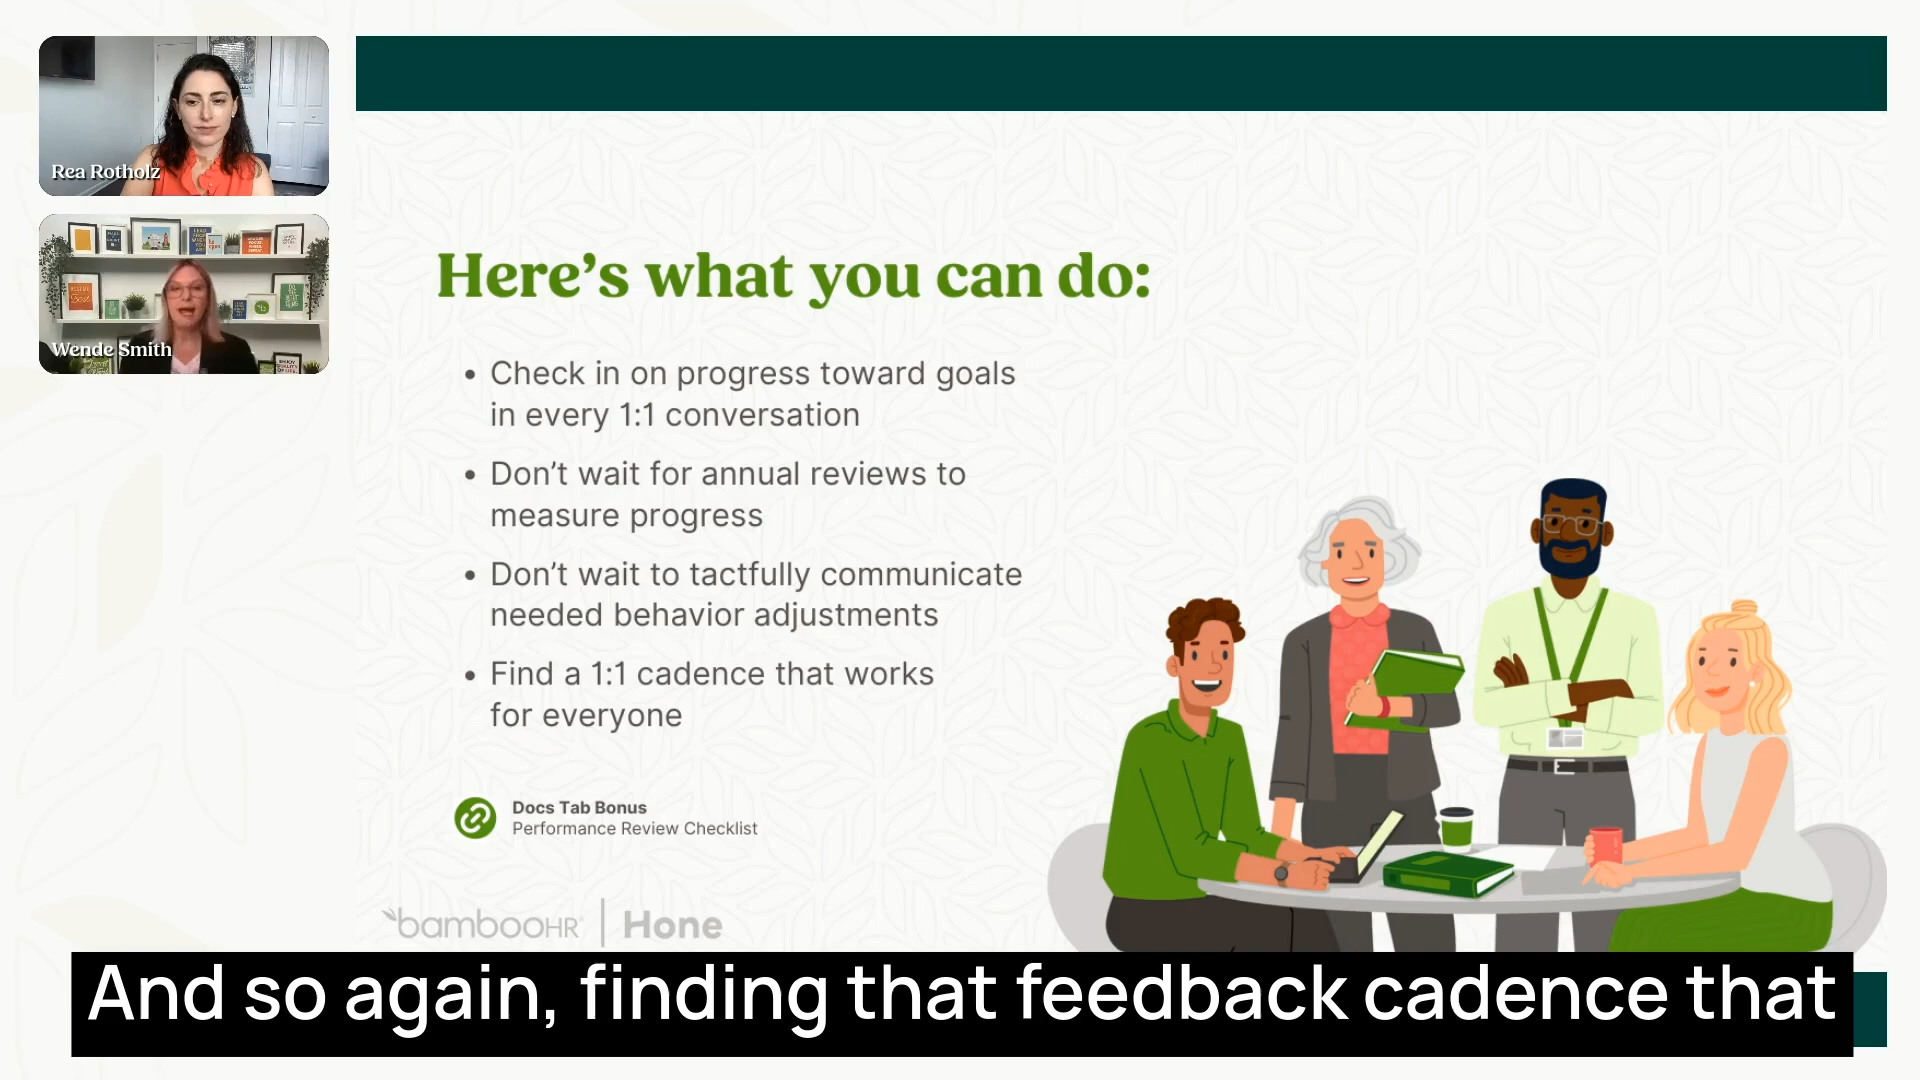 Rea Rotholz
Wende Smith
Here's what you can do:
• Check in on progress toward goals
in every 1:1 conversation
• Don't wait for annual reviews to
measure progress
• Don't wait to tactfully communicate
needed behavior adjustments
• Find a 1:1 cadence that works
for everyone
Docs Tab Bonus
Performance Review Checklist
bambooHR | Hone
And so again, finding that feedback cadence that